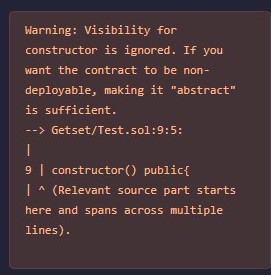 Warning: Visibility for
constructor is ignored. If you
want the contract to be non-
deployable, making it "abstract"
is sufficient.
--> Getset/Test.sol:9:5:
|
9 | constructor() public{
| ^ (Relevant source part starts
here and spans across multiple
lines).